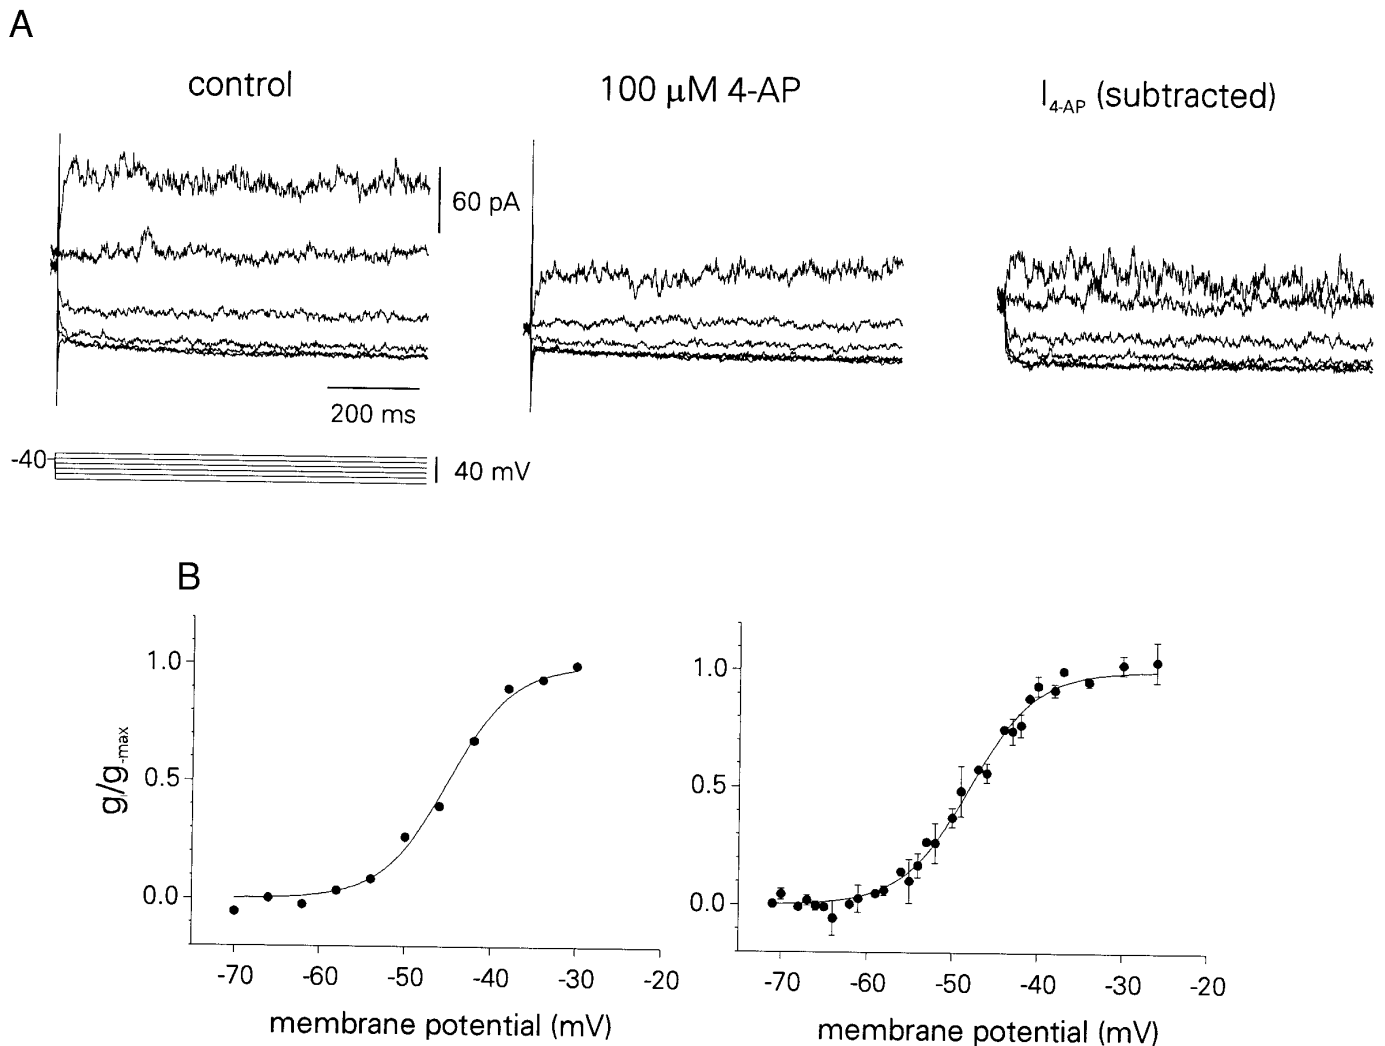 A
control
100 μM 4-AP
I4-AP (subtracted)
60 pA
200 ms
-40
40 mV
B
g/g-max
1.0
0.5
0.0
-70 -60 -50 -40 -30 -20
membrane potential (mV)
1.0
0.5
0.0
-70 -60 -50 -40 -30 -20
membrane potential (mV)